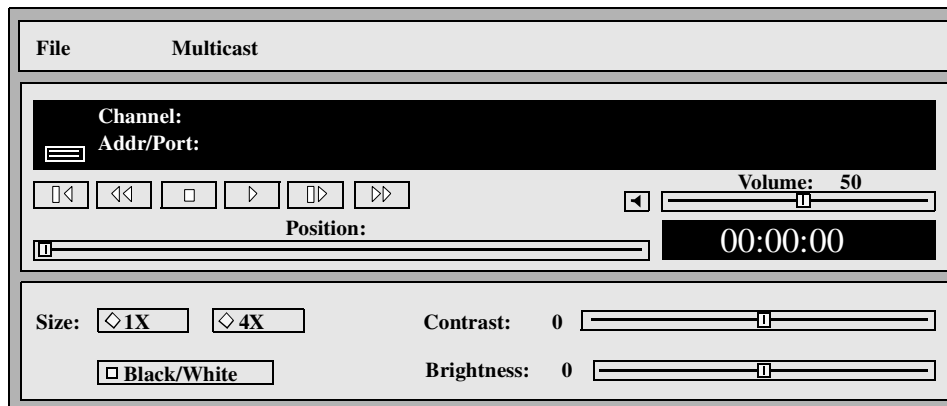 File Multicast
Channel:
Addr/Port:
Volume: 50
Position:
00:00:00
Size: 1X 4X Contrast: 0
Black/White Brightness: 0